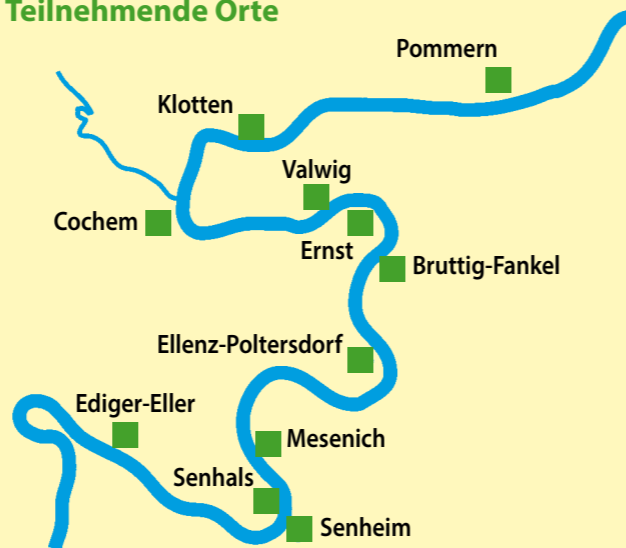 Teilnehmende Orte
Pommern
Klotten
Valwig
Cochem
Ernst
Bruttig-Fankel
Ellenz-Poltersdorf
Ediger-Eller
Mesenich
Senhals
Senheim